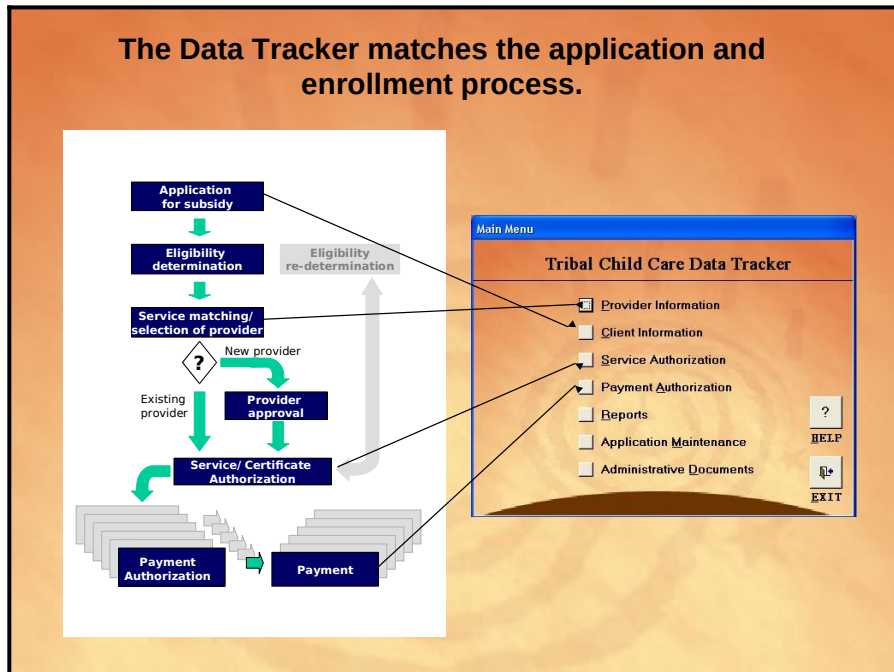 The Data Tracker matches the application and
enrollment process.
Application
for subsidy
Eligibility
determination
Eligibility
re-determination
Service matching/
selection of provider
?
New provider
Existing
provider
Provider
approval
Service/ Certificate
Authorization
Payment
Authorization
Payment
Main Menu
Tribal Child Care Data Tracker
Provider Information
Client Information
Service Authorization
Payment Authorization
Reports
Application Maintenance
Administrative Documents
?
HELP
EXIT